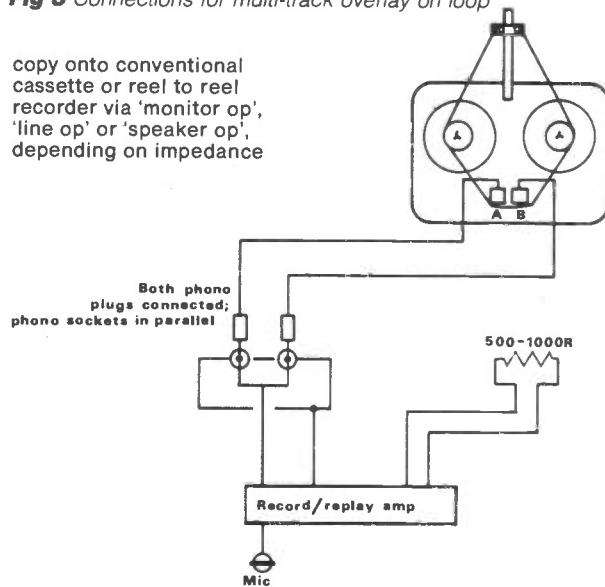 Fig 3 Connections for multi-track overlay on loop
copy onto conventional
cassette or reel to reel
recorder via ‘monitor op’,
‘line op’ or ‘speaker op’,
depending on impedance
A B
Both phono
plugs connected;
phono sockets in parallel
500-1000R
Record/replay amp
Mic